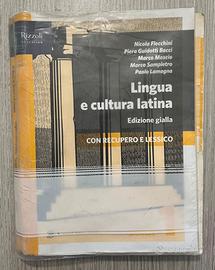 Rizzoli
Nicola Flocchini
Piera Guidotti Bacci
Marco Moscio
Marco Sampietro
Paolo Lamagna
Lingua
e cultura latina
Edizione gialla
CON RECUPERO E LESSICO